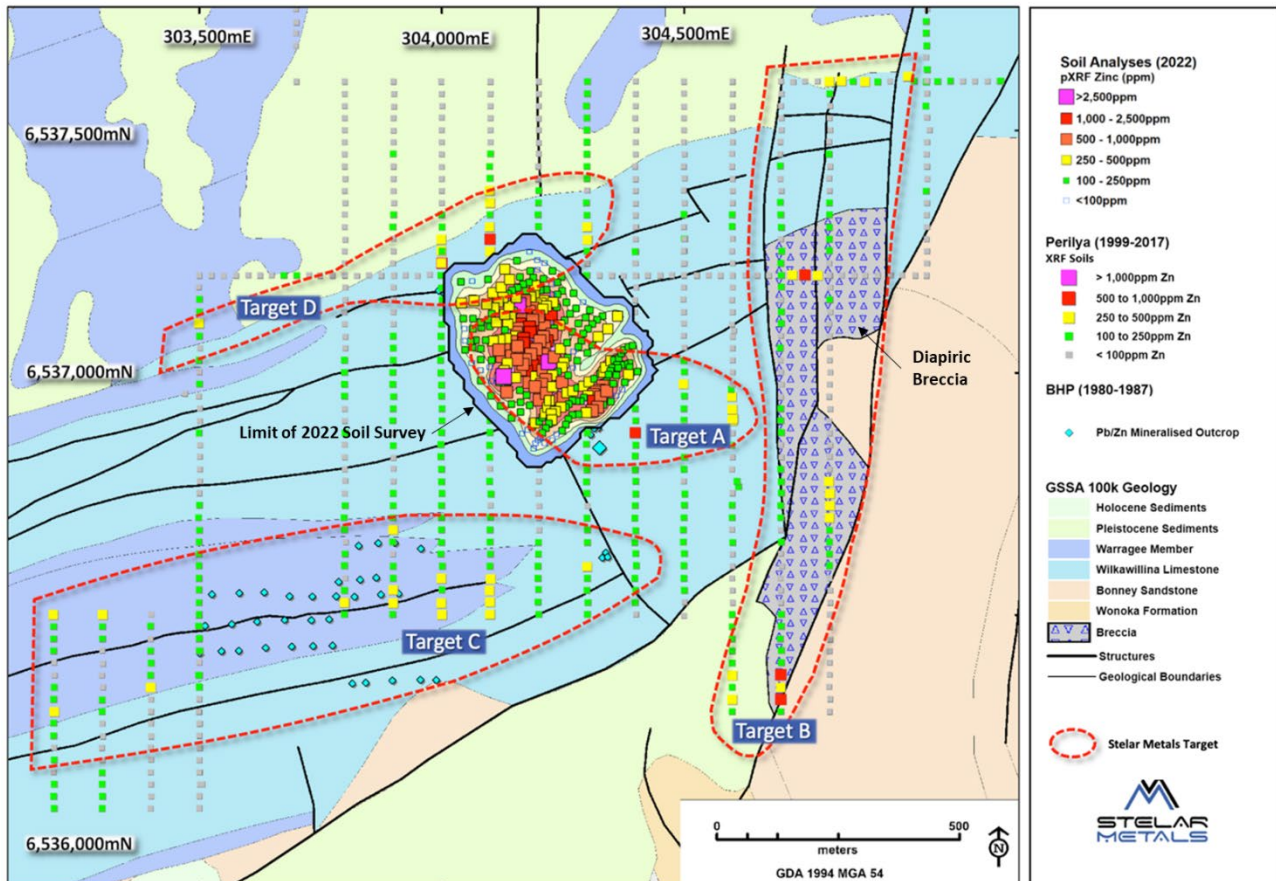 303,500mE
304,000mE
304,500mE
6,537,500mN
6,537,000mN
6,536,000mN
Target D
Target A
Limit of 2022 Soil Survey
Diapiric
Breccia
Target C
Target B
0
500
meters
GDA 1994 MGA 54
N
Soil Analyses (2022)
pXRF Zinc (ppm)
>2,500ppm
1,000 - 2,500ppm
500 - 1,000ppm
250 - 500ppm
100 - 250ppm
<100ppm
Perilya (1999-2017)
XRF Soils
> 1,000ppm Zn
500 to 1,000ppm Zn
250 to 500ppm Zn
100 to 250ppm Zn
< 100ppm Zn
BHP (1980-1987)
Pb/Zn Mineralised Outcrop
GSSA 100k Geology
Holocene Sediments
Pleistocene Sediments
Warragee Member
Wilkawillina Limestone
Bonney Sandstone
Wonoka Formation
Breccia
Structures
Geological Boundaries
Stelar Metals Target
STELAR
METALS